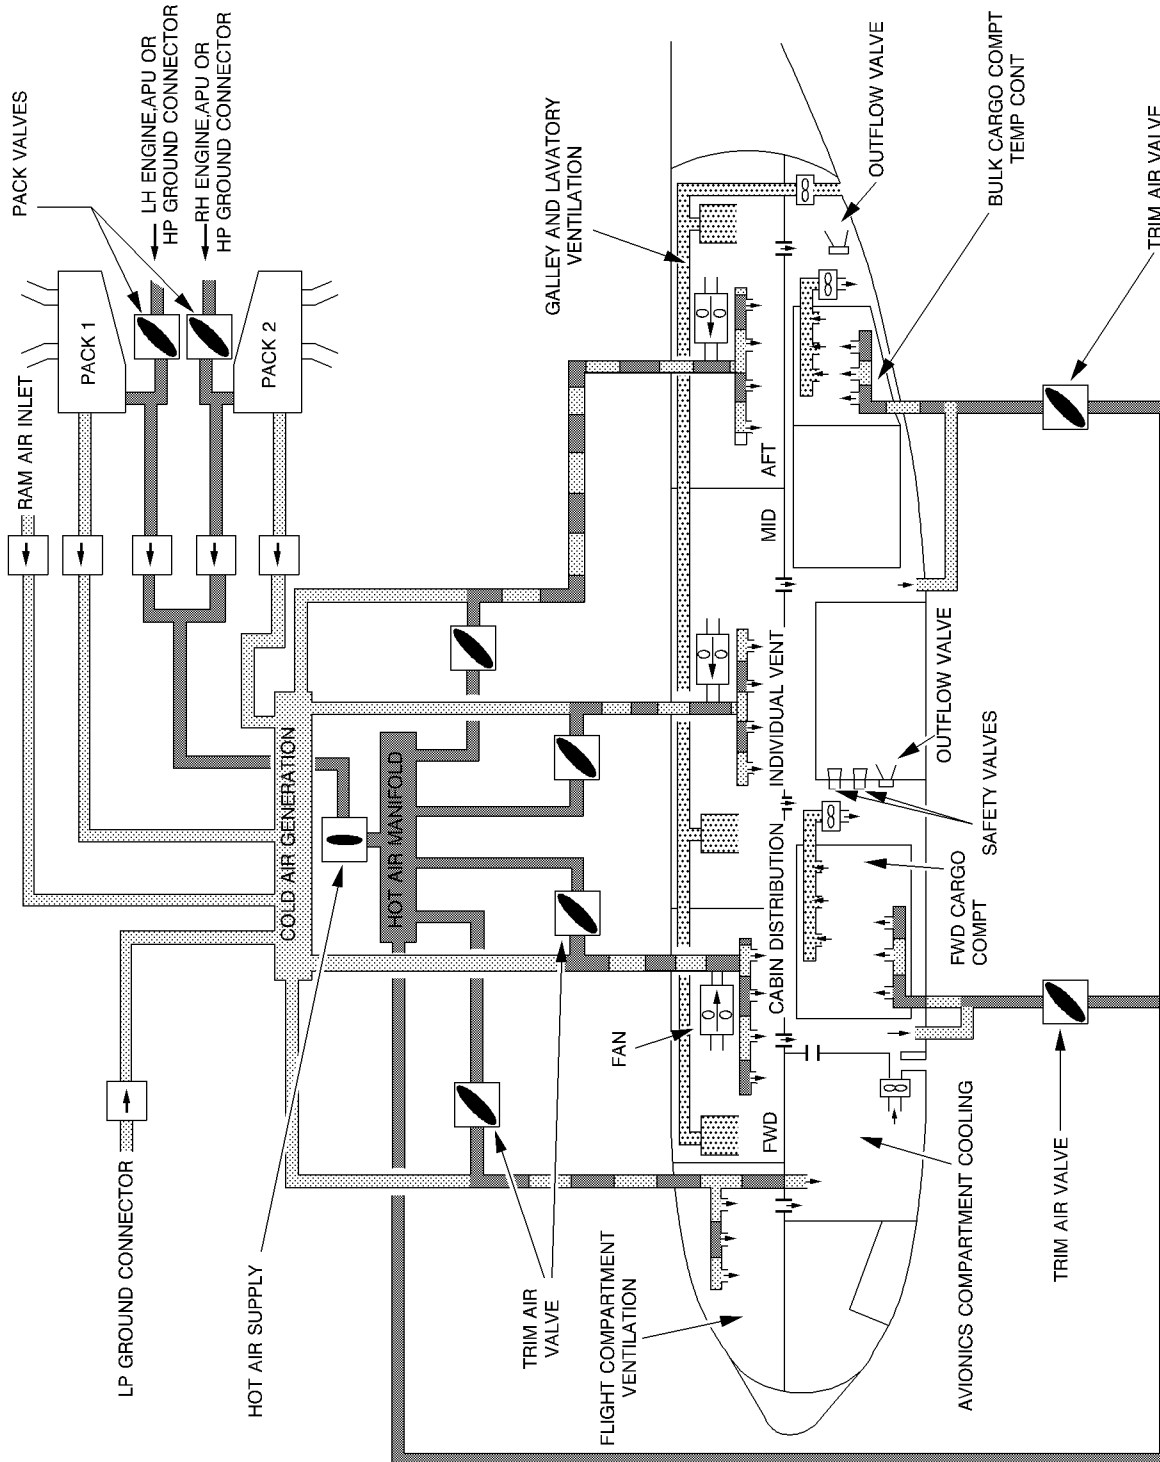 PACK VALVES
LH ENGINE,APU OR
HP GROUND CONNECTOR
RH ENGINE,APU OR
HP GROUND CONNECTOR
PACK 1
PACK 2
RAM AIR INLET
COLD AIR GENERATION
HOT AIR MANIFOLD
LP GROUND CONNECTOR
HOT AIR SUPPLY
TRIM AIR
VALVE
FLIGHT COMPARTMENT
VENTILATION
GALLEY AND LAVATORY
VENTILATION
FAN
FWD
CABIN DISTRIBUTION
INDIVIDUAL VENT
MID
AFT
OUTFLOW VALVE
BULK CARGO COMPT
TEMP CONT
TRIM AIR VALVE
OUTFLOW VALVE
SAFETY VALVES
FWD CARGO
COMPT
AVIONICS COMPARTMENT COOLING
TRIM AIR VALVE